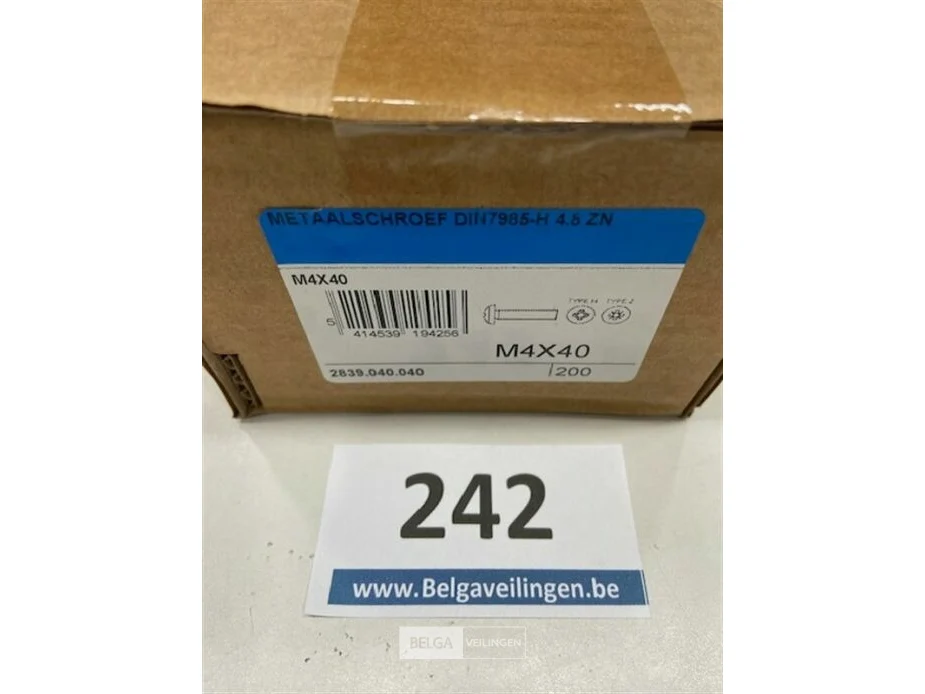 METAALSCHROEF DIN7985-H 4.8 ZN
M4X40
TYPE H TYPE Z
5 414539 194256
M4X40
2839.040.040 200
242
www.Belgaveilingen.be
BELGA VEILINGEN